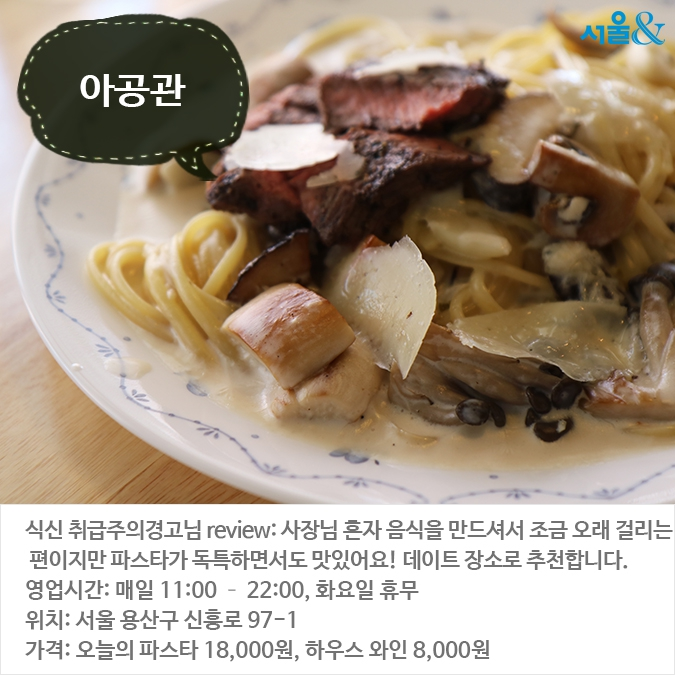 서울&
아공관
식신 취급주의경고님 review: 사장님 혼자 음식을 만드셔서 조금 오래 걸리는
편이지만 파스타가 독특하면서도 맛있어요! 데이트 장소로 추천합니다.
영업시간: 매일 11:00 - 22:00, 화요일 휴무
위치: 서울 용산구 신흥로 97-1
가격: 오늘의 파스타 18,000원, 하우스 와인 8,000원